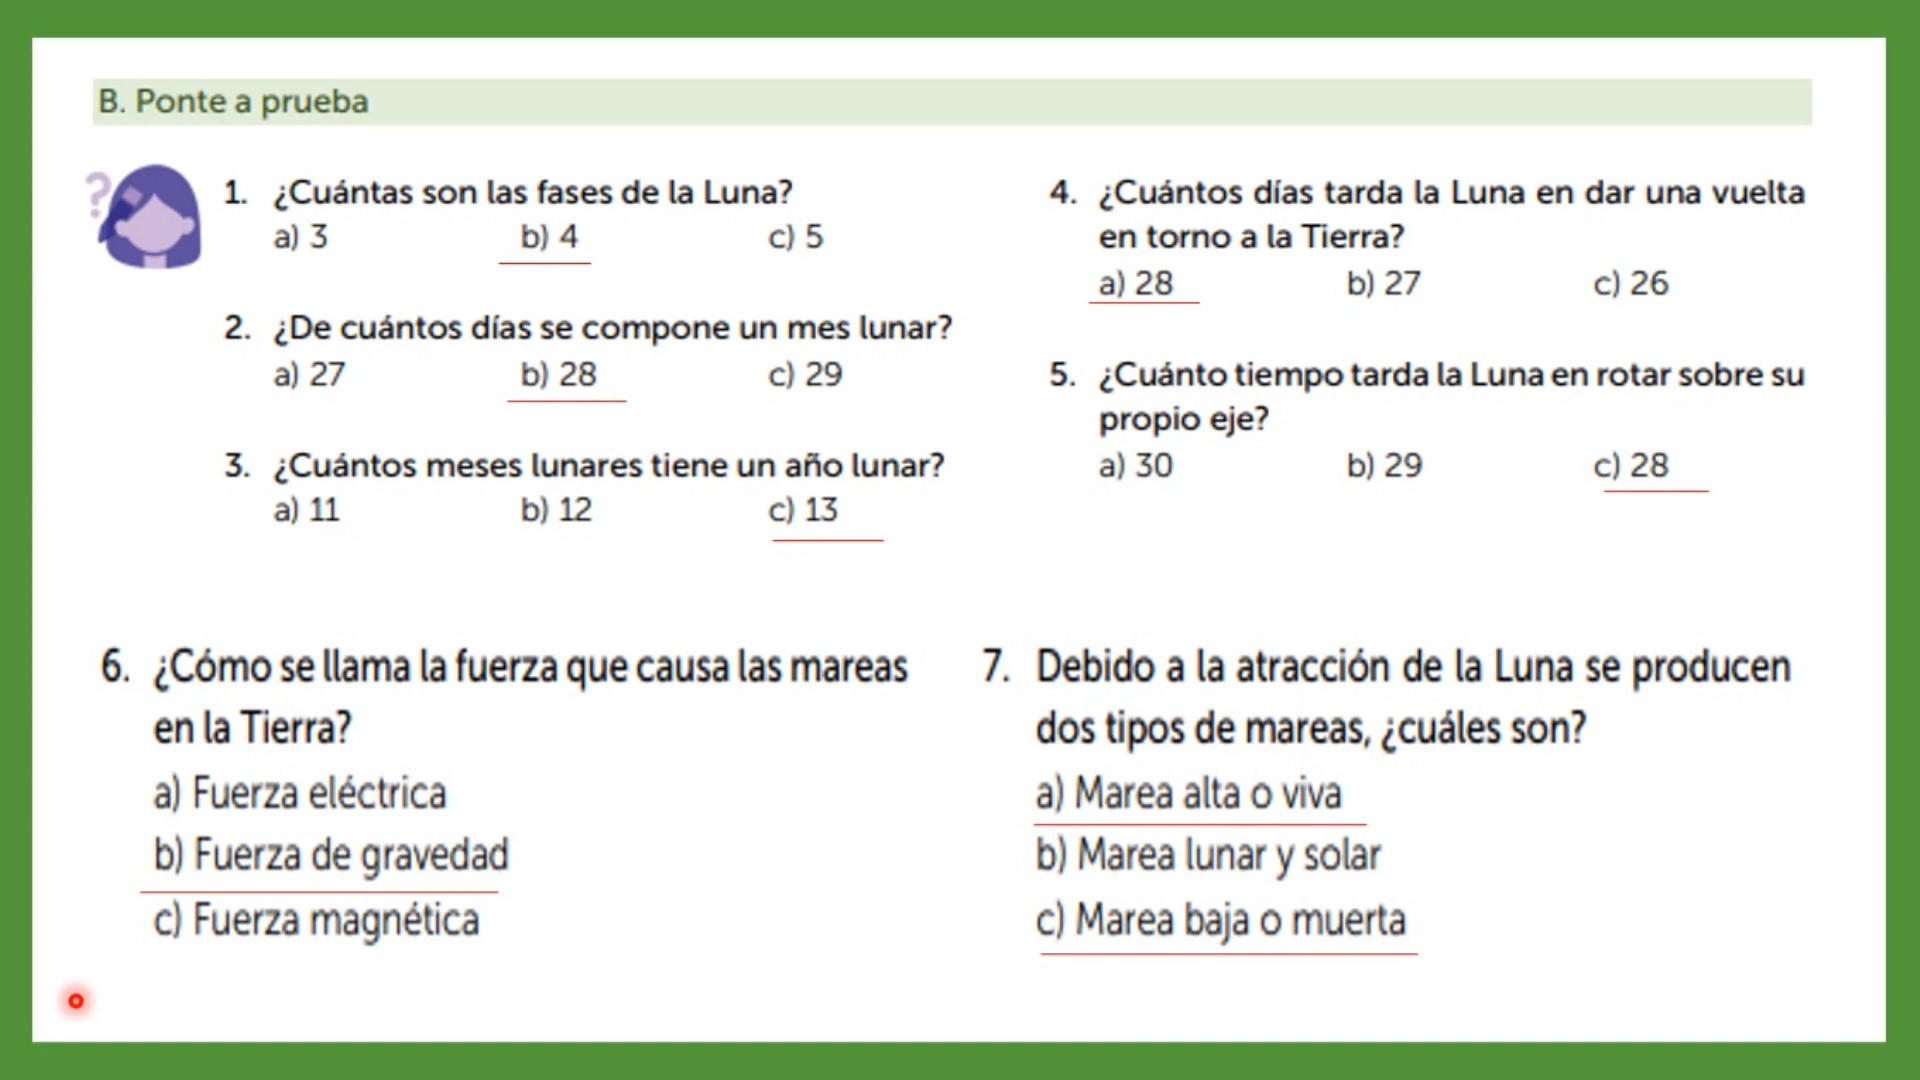 B. Ponte a prueba
?
1. ¿Cuántas son las fases de la Luna?
a) 3 b) 4 c) 5
2. ¿De cuántos días se compone un mes lunar?
a) 27 b) 28 c) 29
3. ¿Cuántos meses lunares tiene un año lunar?
a) 11 b) 12 c) 13
4. ¿Cuántos días tarda la Luna en dar una vuelta
en torno a la Tierra?
a) 28 b) 27 c) 26
5. ¿Cuánto tiempo tarda la Luna en rotar sobre su
propio eje?
a) 30 b) 29 c) 28
6. ¿Cómo se llama la fuerza que causa las mareas
en la Tierra?
a) Fuerza eléctrica
b) Fuerza de gravedad
c) Fuerza magnética
7. Debido a la atracción de la Luna se producen
dos tipos de mareas, ¿cuáles son?
a) Marea alta o viva
b) Marea lunar y solar
c) Marea baja o muerta